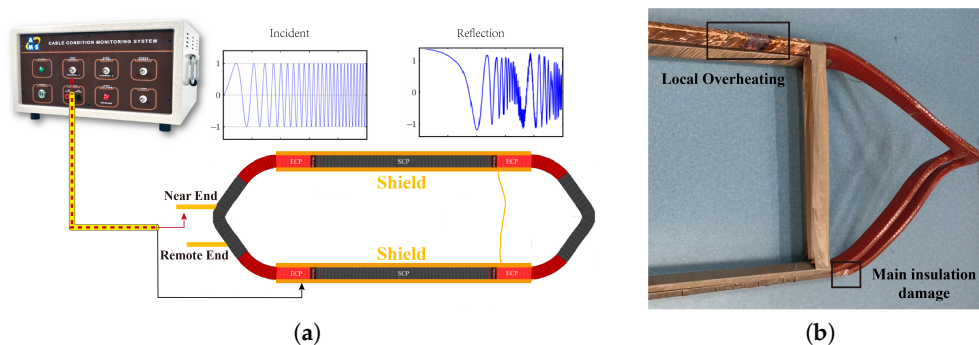 AMS
CABLE CONDITION MONITORING SYSTEM
Incident
Reflection
1
0
-1
1
0
-1
ECP
SCP
ECP
Shield
Near End
Remote End
Shield
ECP
SCP
ECP
(a)
Local Overheating
Main insulation
damage
(b)